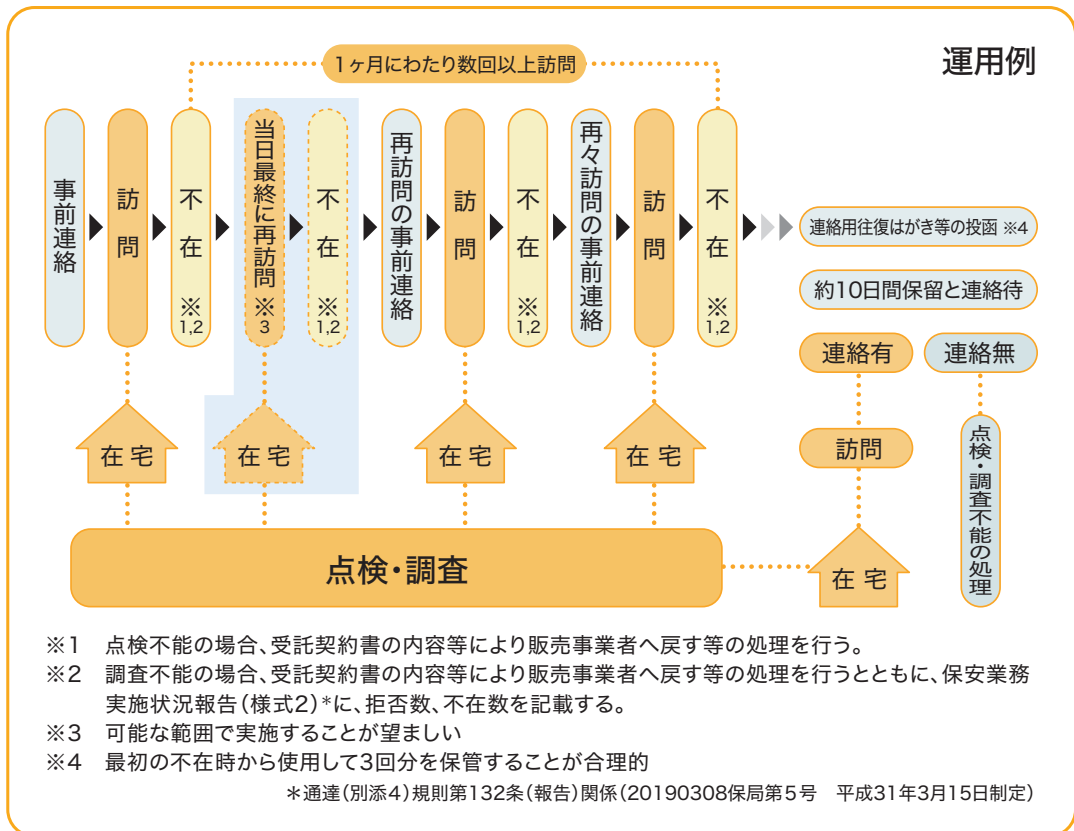 運用例
1ヶ月にわたり数回以上訪問
事前連絡
訪問
不在 ※1,2
当日最終に再訪問 ※3
不在 ※1,2
再訪問の事前連絡
訪問
不在 ※1,2
再々訪問の事前連絡
訪問
不在 ※1,2
連絡用往復はがき等の投函 ※4
約10日間保留と連絡待
連絡有
連絡無
訪問
点検・調査不能の処理
在宅
在宅
在宅
在宅
在宅
点検・調査
※1 点検不能の場合、受託契約書の内容等により販売事業者へ戻す等の処理を行う。
※2 調査不能の場合、受託契約書の内容等により販売事業者へ戻す等の処理を行うとともに、保安業務
実施状況報告(様式2)*に、拒否数、不在数を記載する。
※3 可能な範囲で実施することが望ましい
※4 最初の不在時から使用して3回分を保管することが合理的
*通達(別添4)規則第132条(報告)関係(20190308保局第5号 平成31年3月15日制定)